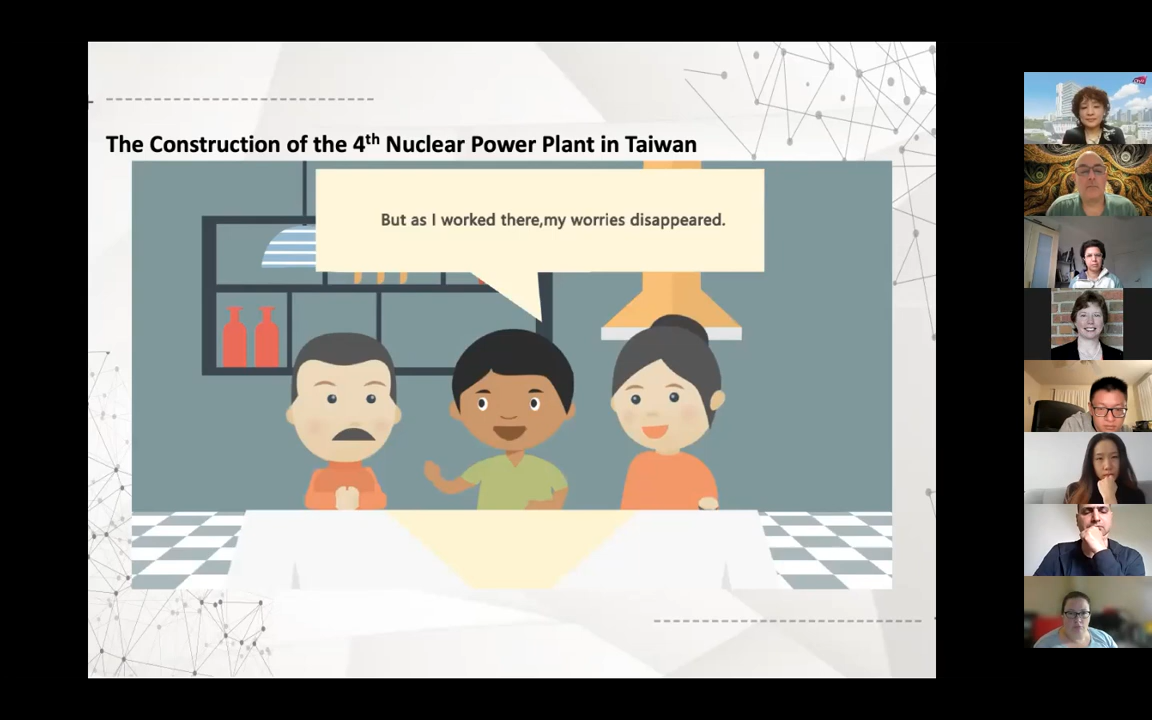 The Construction of the 4th Nuclear Power Plant in Taiwan
But as I worked there,my worries disappeared.